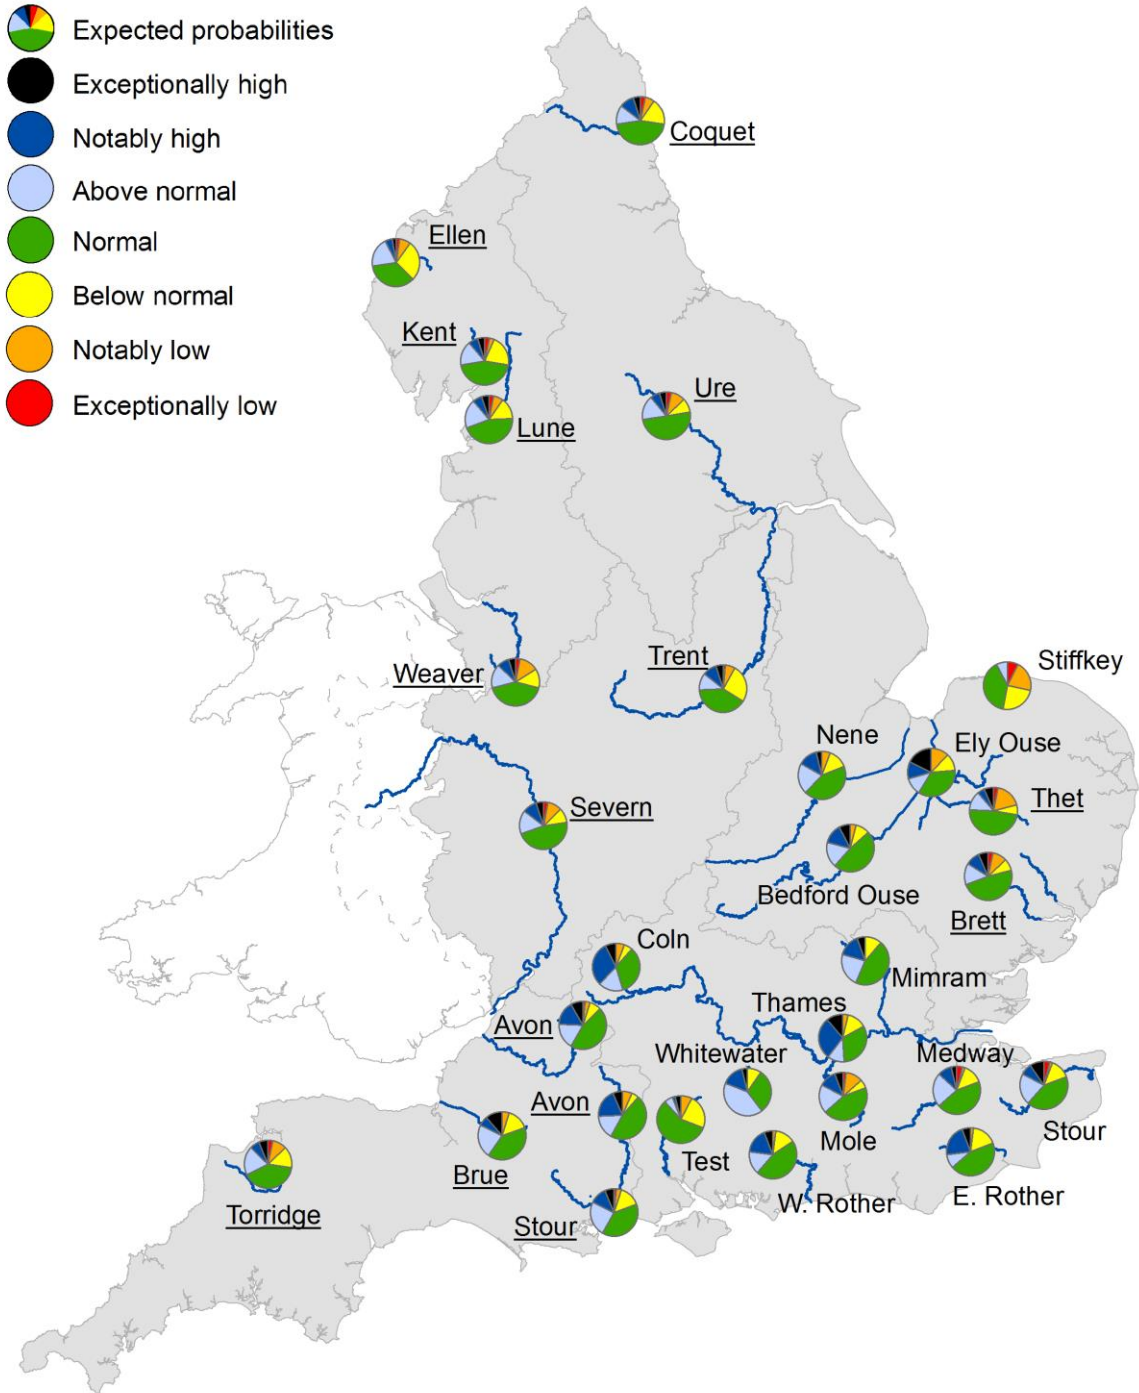 Expected probabilities
Exceptionally high
Notably high
Above normal
Normal
Below normal
Notably low
Exceptionally low
Coquet
Ellen
Kent
Ure
Lune
Weaver
Trent
Stiffkey
Nene
Ely Ouse
Thet
Severn
Bedford Ouse
Brett
Coln
Mimram
Thames
Avon
Whitewater
Medway
Avon
Mole
Stour
Test
Brue
W. Rother
E. Rother
Torridge
Stour